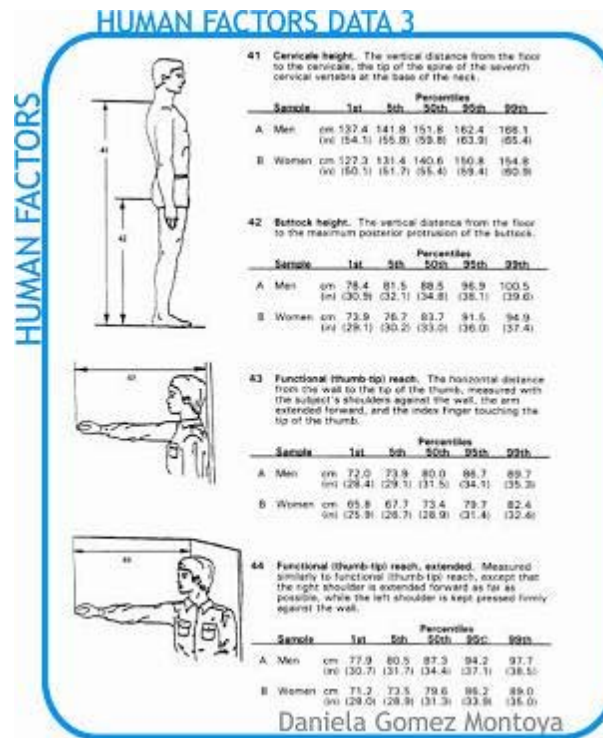 HUMAN FACTORS DATA 3
HUMAN FACTORS
41 Cervicale height. The vertical distance from the floor
to the cervicale, the tip of the spine of the seventh
cervical vertebra at the base of the neck.
Percentiles
Sample 1st 5th 50th 95th 99th
A Men cm 137.4 141.8 151.8 162.4 168.1
(in) (54.1) (55.8) (59.8) (63.9) (65.4)
B Women cm 127.3 131.4 140.6 150.8 154.8
(in) (50.1) (51.7) (55.4) (59.4) (60.9)
41
42
42 Buttock height. The vertical distance from the floor
to the maximum posterior protrusion of the buttock.
Percentiles
Sample 1st 5th 50th 95th 99th
A Men cm 78.4 81.5 88.5 96.9 100.5
(in) (30.9) (32.1) (34.8) (38.1) (39.6)
B Women cm 73.9 76.7 83.7 91.5 94.9
(in) (29.1) (30.2) (33.0) (36.0) (37.4)
43 Functional (thumb-tip) reach. The horizontal distance
from the wall to the tip of the thumb, measured with
the subject's shoulders against the wall, the arm
extended forward, and the index finger touching the
tip of the thumb.
Percentiles
Sample 1st 5th 50th 95th 99th
A Men cm 72.0 73.9 80.0 86.7 89.7
(in) (28.4) (29.1) (31.5) (34.1) (35.3)
B Women cm 65.8 67.7 73.4 79.7 82.4
(in) (25.9) (26.7) (28.9) (31.4) (32.4)
44 Functional (thumb-tip) reach, extended. Measured
similarly to functional (thumb-tip) reach, except that
the right shoulder is extended forward as far as
possible, while the left shoulder is kept pressed firmly
against the wall.
Percentiles
Sample 1st 5th 50th 99th
A Men cm 77.9 80.5 87.3 94.2 97.7
(in) (30.7) (31.7) (34.4) (37.1) (38.5)
B Women cm 71.2 73.5 79.6 86.2 89.0
(in) (28.9) (31.3) (33.9) (35.0)
Daniela Gomez Montoya